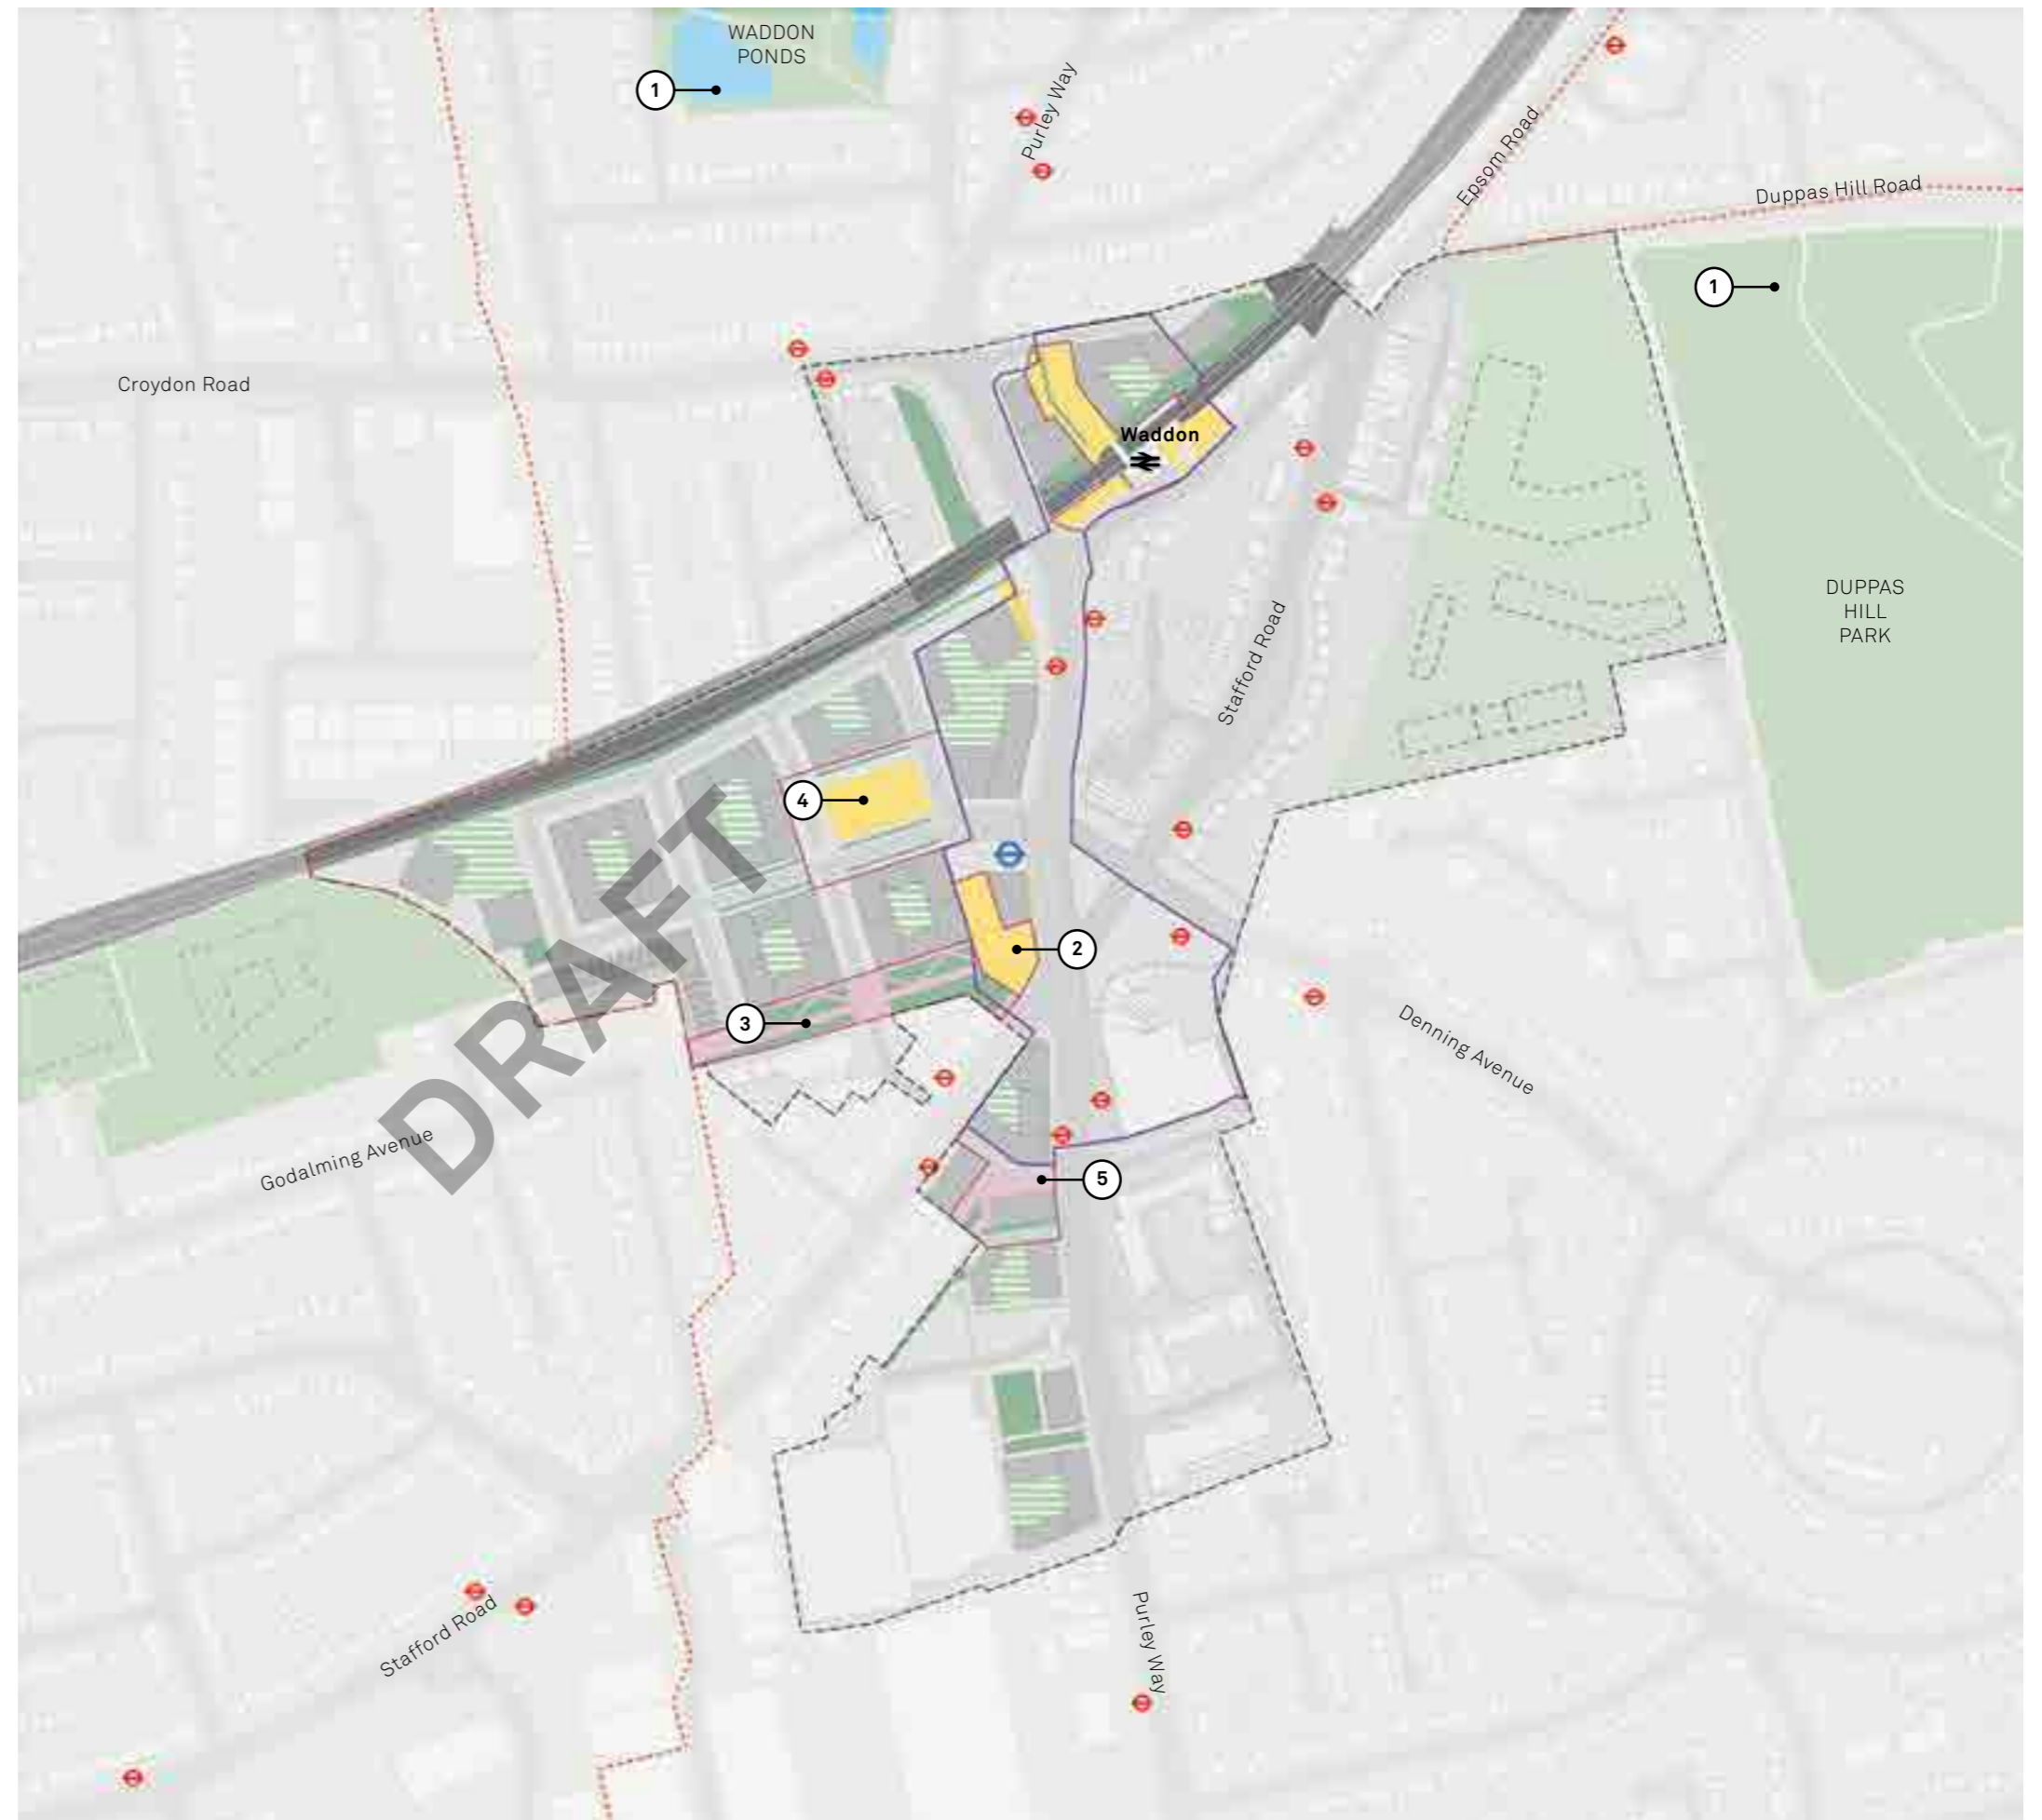 WADDON
PONDS
1
Purley Way
Epsom Road
Duppas Hill Road
1
Croydon Road
Waddon
DUPPAS
HILL
PARK
Stafford Road
4
2
3
Denning Avenue
DRAFT
Godalming Avenue
5
Stafford Road
Purley Way